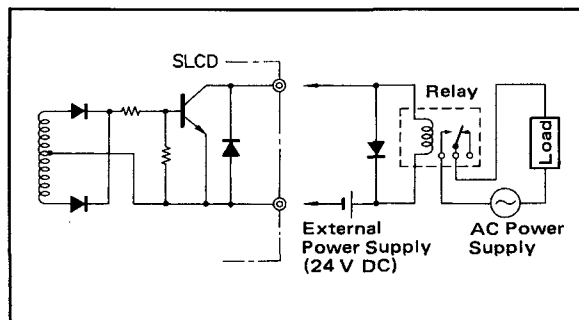 SLCD
Relay
Load
External
Power Supply
(24 V DC)
AC Power
Supply